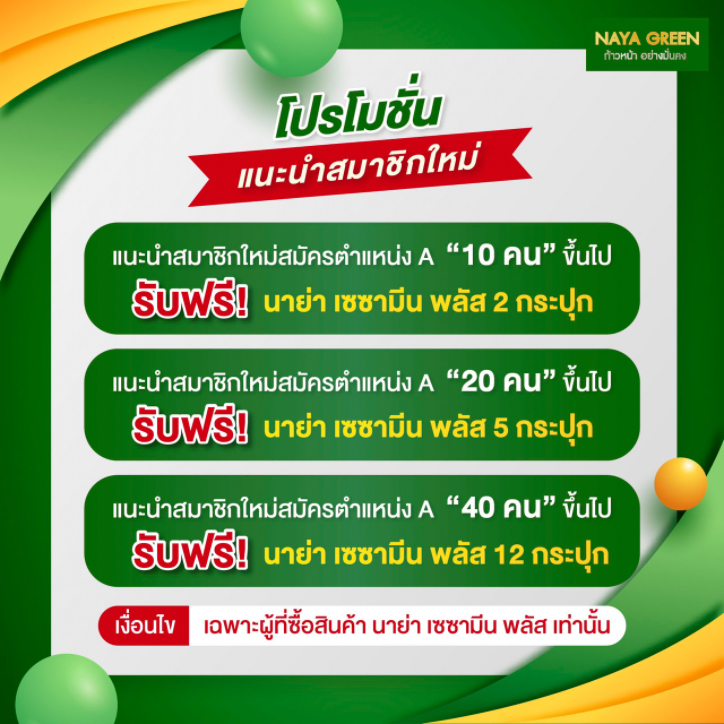 NAYA GREEN
ก้าวหน้า อย่างมั่นคง
โปรโมชั่น
แนะนำสมาชิกใหม่
แนะนำสมาชิกใหม่สมัครตำแหน่ง A “10 คน” ขึ้นไป
รับฟรี! นาย่า เซซามีน พลัส 2 กระปุก
แนะนำสมาชิกใหม่สมัครตำแหน่ง A “20 คน” ขึ้นไป
รับฟรี! นาย่า เซซามีน พลัส 5 กระปุก
แนะนำสมาชิกใหม่สมัครตำแหน่ง A “40 คน” ขึ้นไป
รับฟรี! นาย่า เซซามีน พลัส 12 กระปุก
เงื่อนไข เฉพาะผู้ที่ซื้อสินค้า นาย่า เซซามีน พลัส เท่านั้น